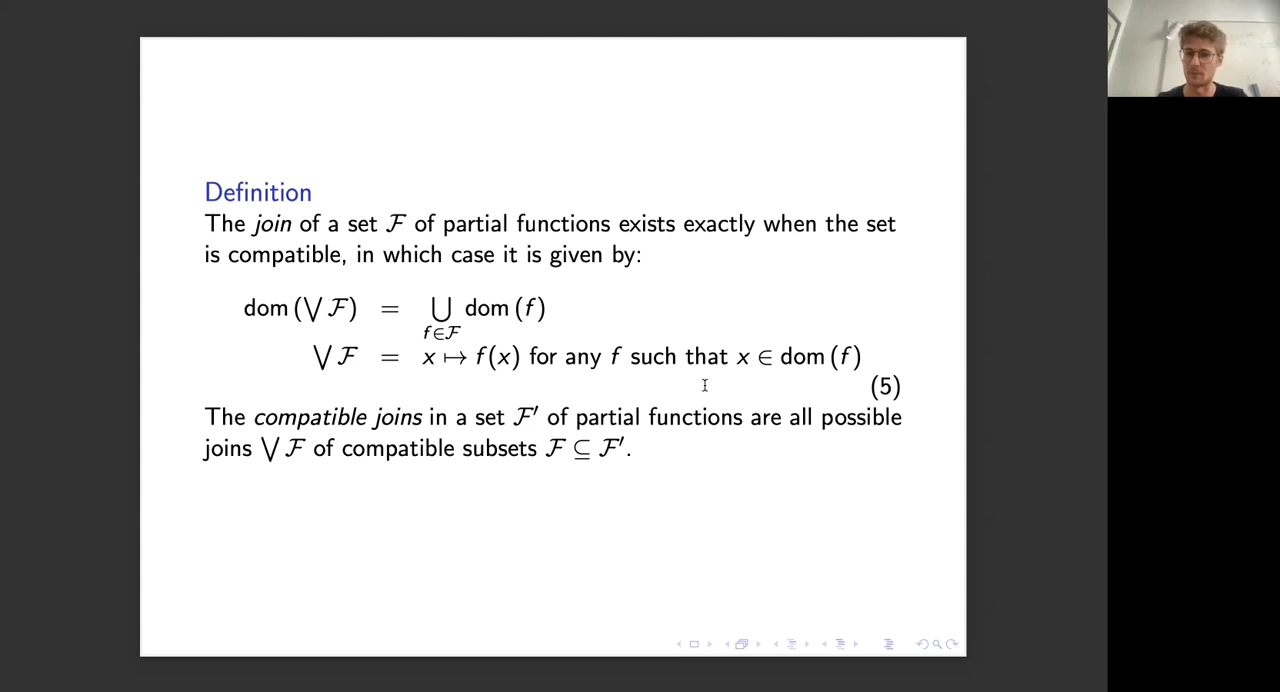 Definition
The join of a set ℱ of partial functions exists exactly when the set
is compatible, in which case it is given by:
dom (⋁ ℱ) = ⋃ dom (f)
f∈ℱ
⋁ ℱ = x ↦ f(x) for any f such that x ∈ dom (f)
(5)
The compatible joins in a set ℱ′ of partial functions are all possible
joins ⋁ ℱ of compatible subsets ℱ ⊆ ℱ′.